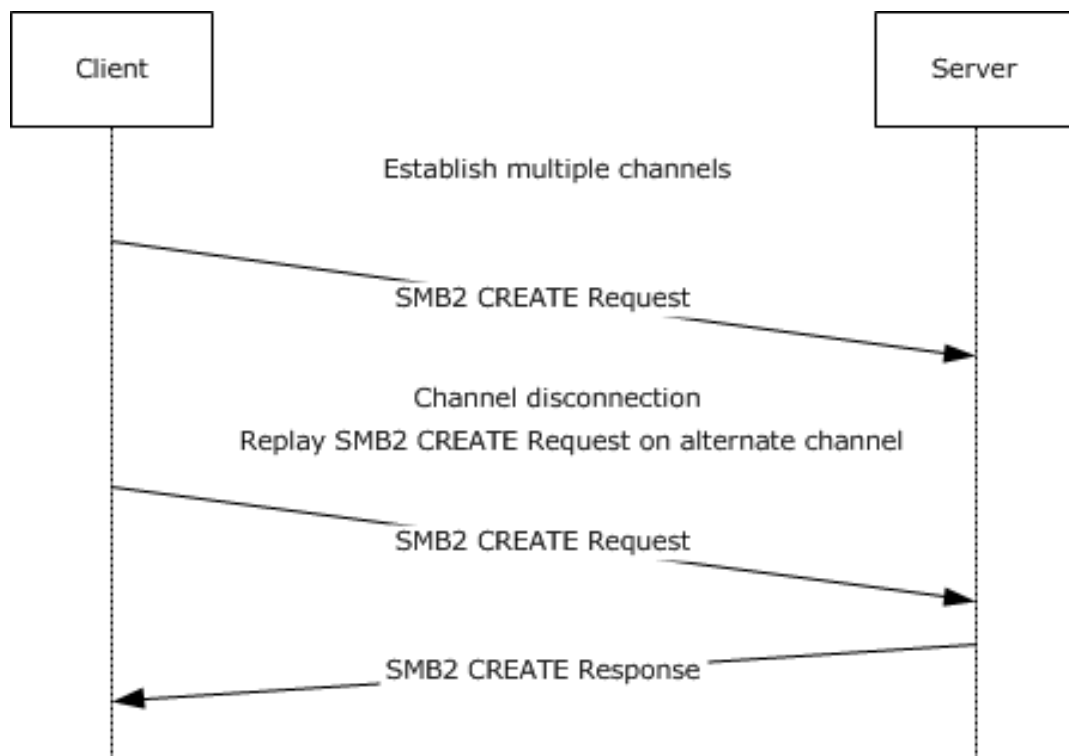 Client
Server
Establish multiple channels
SMB2 CREATE Request
Channel disconnection
Replay SMB2 CREATE Request on alternate channel
SMB2 CREATE Request
SMB2 CREATE Response